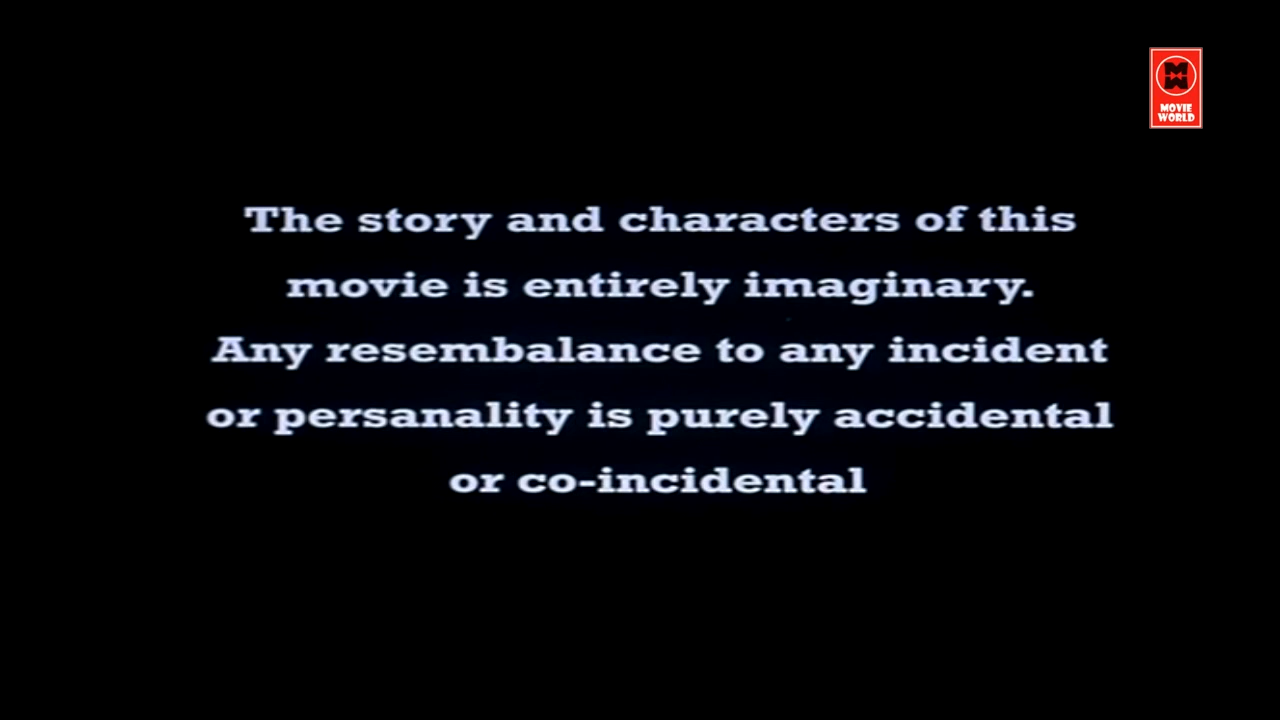 MOVIE
WORLD
The story and characters of this
movie is entirely imaginary.
Any resembalance to any incident
or persanality is purely accidental
or co-incidental